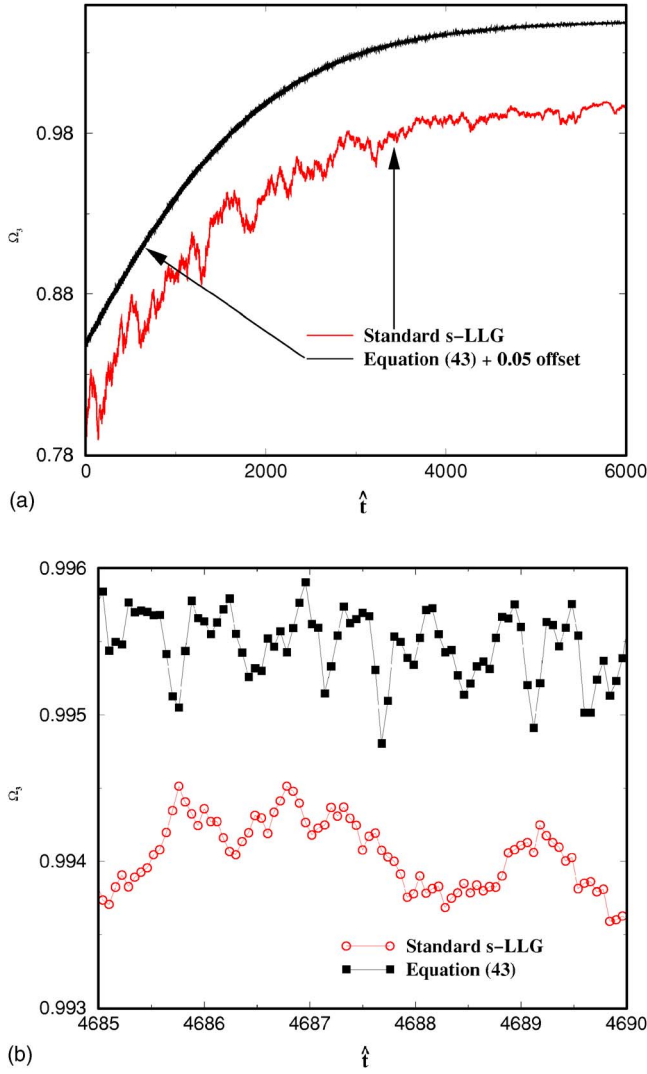 0.98
0.88
0.78
Ω₃
Standard s-LLG
Equation (43) + 0.05 offset
0 2000 4000 6000
t̂
(a)
0.996
0.995
0.994
0.993
Ω₃
Standard s-LLG
Equation (43)
4685 4686 4687 4688 4689 4690
t̂
(b)